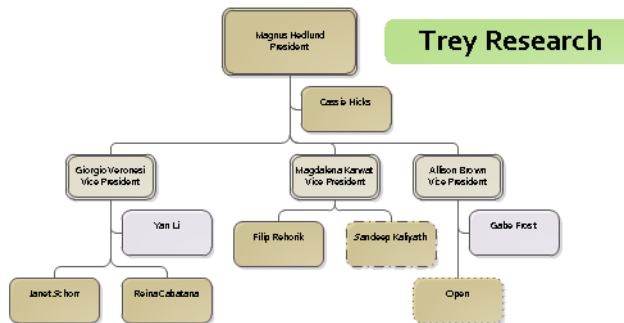 Magnus Hedlund
President
Trey Research
Cassie Hicks
Giorgio Veronesi
Vice President
Magdalena Karwat
Vice President
Allison Brown
Vice President
Yan Li
Filip Rehorik
Sandeep Kaliyath
Gabe Frost
Janet Schorr
Reina Cabatana
Open